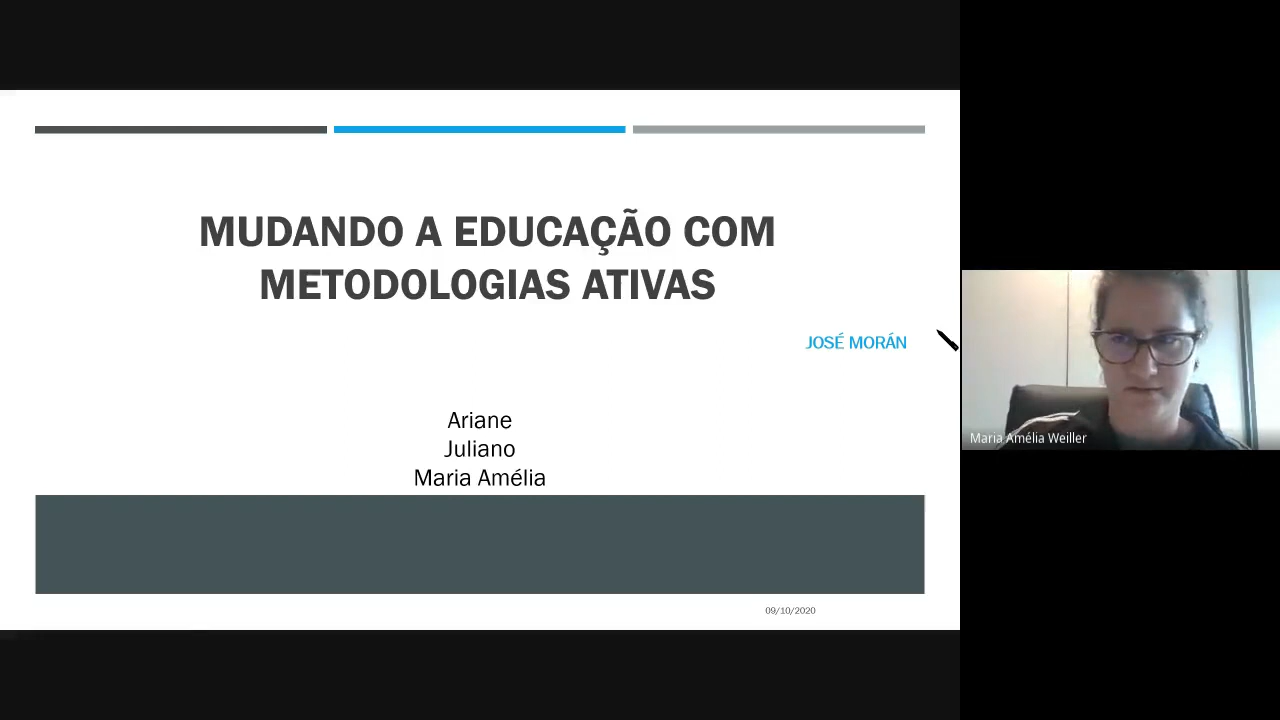 MUDANDO A EDUCAÇÃO COM
METODOLOGIAS ATIVAS
JOSÉ MORÁN
Ariane
Juliano
Maria Amélia
09/10/2020
Maria Amélia Weiller